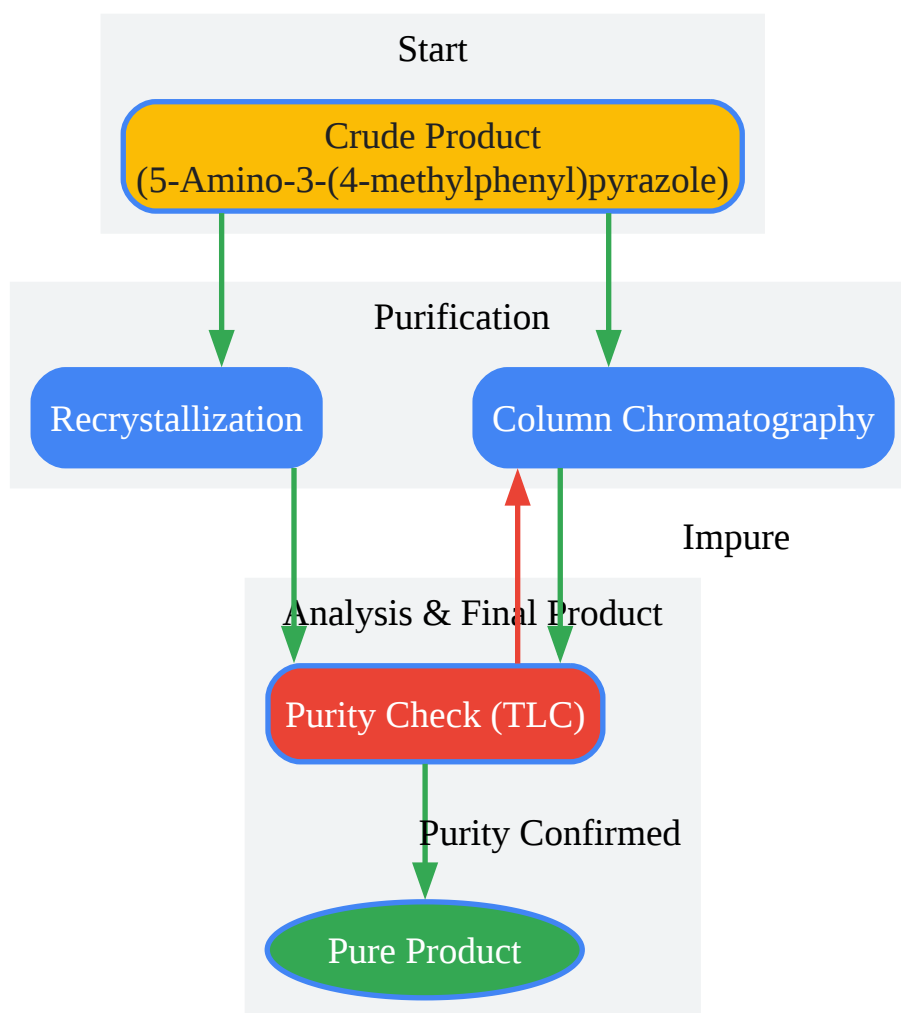 Start
Crude Product
(5-Amino-3-(4-methylphenyl)pyrazole)
Purification
Recrystallization
Column Chromatography
Impure
Analysis & Final Product
Purity Check (TLC)
Purity Confirmed
Pure Product